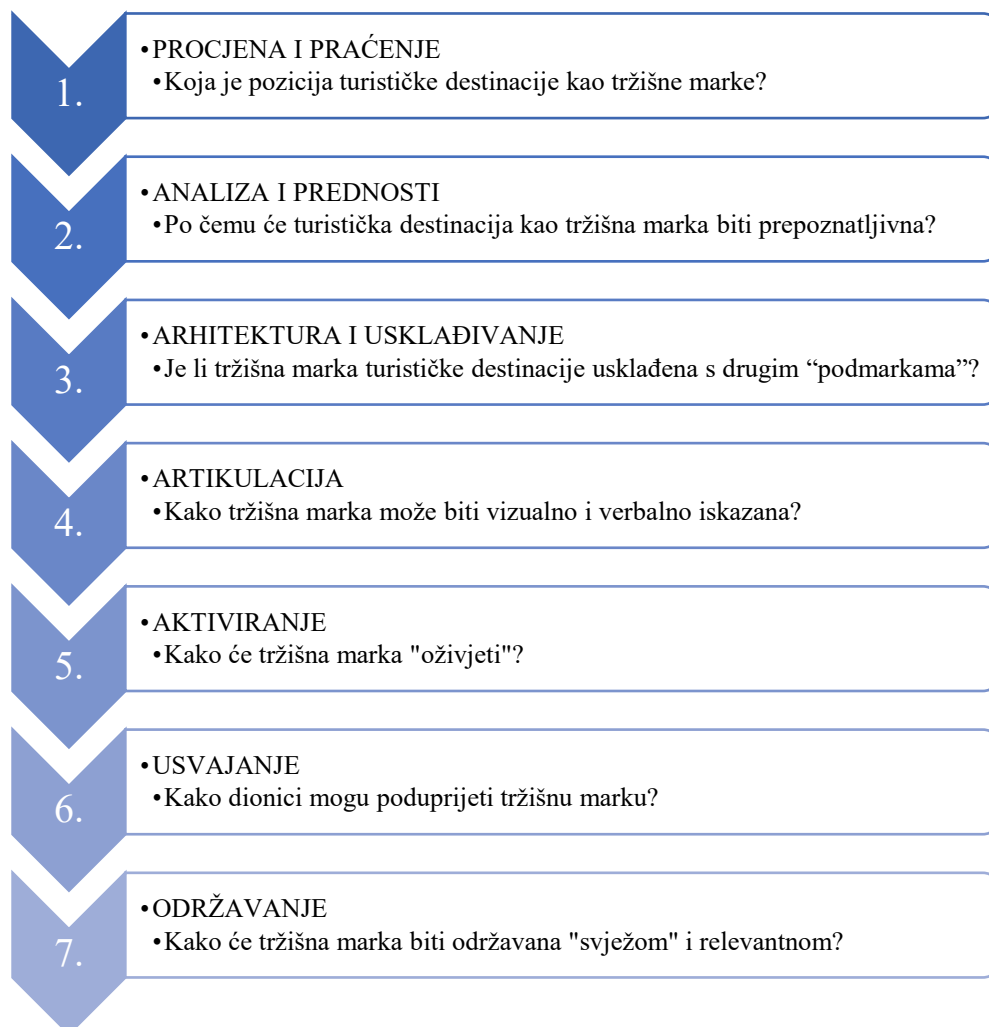 1.
•PROCJENA I PRAĆENJE
•Koja je pozicija turističke destinacije kao tržišne marke?
2.
•ANALIZA I PREDNOSTI
•Po čemu će turistička destinacija kao tržišna marka biti prepoznatljivna?
3.
•ARHITEKTURA I USKLAĐIVANJE
•Je li tržišna marka turističke destinacije usklađena s drugim “podmarkama”?
4.
•ARTIKULACIJA
•Kako tržišna marka može biti vizualno i verbalno iskazana?
5.
•AKTIVIRANJE
•Kako će tržišna marka "oživjeti"?
6.
•USVAJANJE
•Kako dionici mogu poduprijeti tržišnu marku?
7.
•ODRŽAVANJE
•Kako će tržišna marka biti održavana "svježom" i relevantnom?